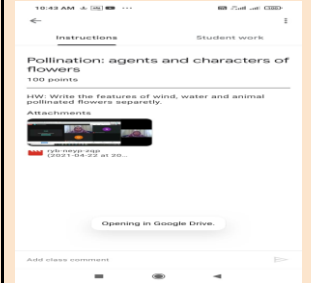 10:43 AM
Instructions Student work
Pollination: agents and characters of
flowers
100 points
HW: Write the features of wind, water and animal
pollinated flowers separetly.
Attachments
(2021-04-22 at 20...
Opening in Google Drive.
Add class comment